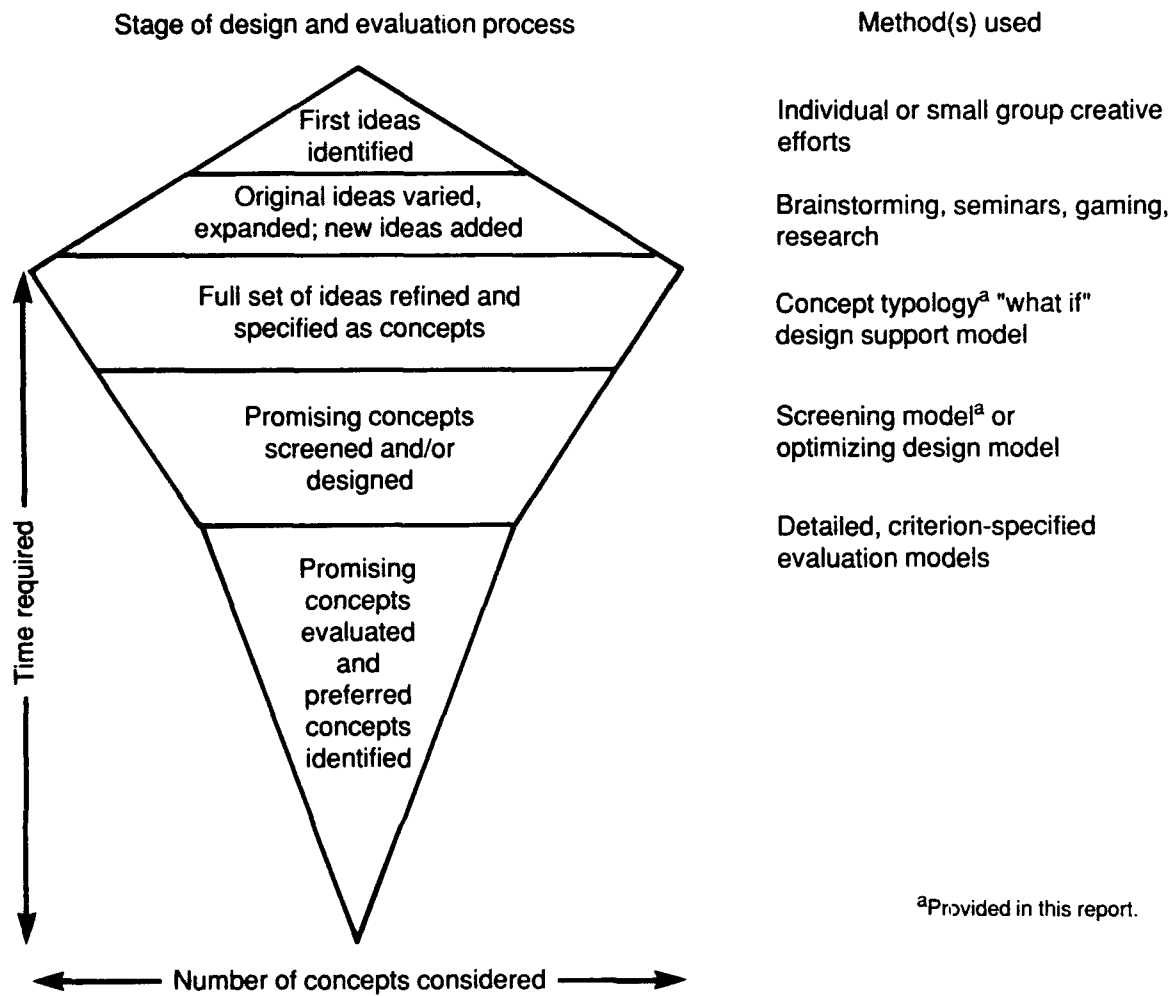 Stage of design and evaluation process
Method(s) used
First ideas
identified
Individual or small group creative
efforts
Original ideas varied,
expanded; new ideas added
Brainstorming, seminars, gaming,
research
Full set of ideas refined and
specified as concepts
Concept typologyᵃ "what if"
design support model
Promising concepts
screened and/or
designed
Screening modelᵃ or
optimizing design model
Promising
concepts
evaluated
and
preferred
concepts
identified
Detailed, criterion-specified
evaluation models
Time required
ᵃProvided in this report.
Number of concepts considered